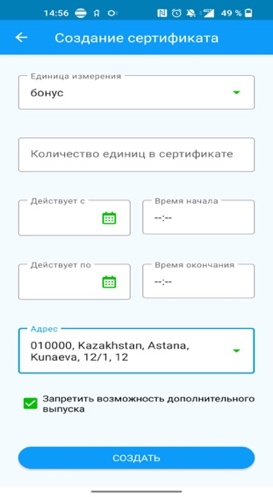 14:56
49 %
Создание сертификата
Единица измерения
бонус
Количество единиц в сертификате
Действует с
Время начала
--:--
Действует по
Время окончания
--:--
Адрес
010000, Kazakhstan, Astana,
Kunaeva, 12/1, 12
Запретить возможность дополнительного
выпуска
СОЗДАТЬ